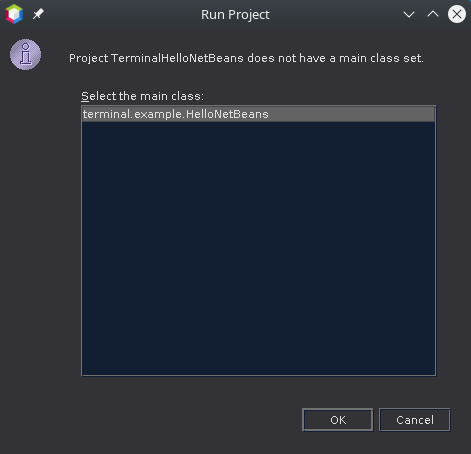 Run Project
Project TerminalHelloNetBeans does not have a main class set.
Select the main class:
terminal.example.HelloNetBeans
OK
Cancel